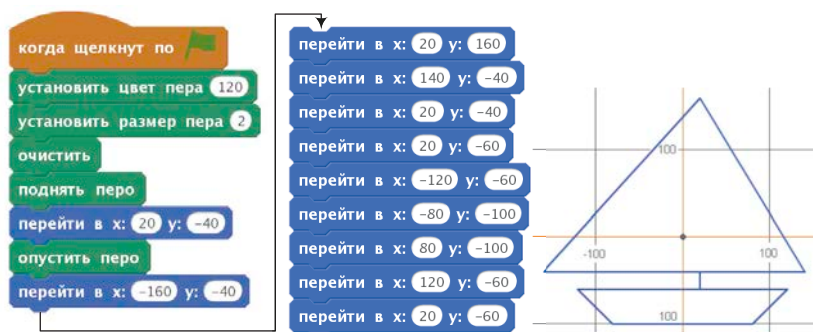 когда щелкнут по
установить цвет пера 120
установить размер пера 2
очистить
поднять перо
перейти в x: 20 y: -40
опустить перо
перейти в x: -160 y: -40
перейти в x: 20 y: 160
перейти в x: 140 y: -40
перейти в x: 20 y: -40
перейти в x: 20 y: -60
перейти в x: -120 y: -60
перейти в x: -80 y: -100
перейти в x: 80 y: -100
перейти в x: 120 y: -60
перейти в x: 20 y: -60
100
-100 100
100